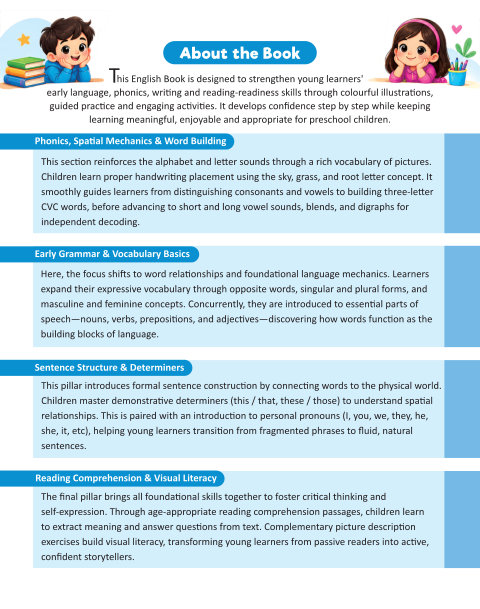 About the Book
This English Book is designed to strengthen young learners'
early language, phonics, writing and reading-readiness skills through colourful illustrations,
guided practice and engaging activities. It develops confidence step by step while keeping
learning meaningful, enjoyable and appropriate for preschool children.
Phonics, Spatial Mechanics & Word Building
This section reinforces the alphabet and letter sounds through a rich vocabulary of pictures.
Children learn proper handwriting placement using the sky, grass, and root letter concept. It
smoothly guides learners from distinguishing consonants and vowels to building three-letter
CVC words, before advancing to short and long vowel sounds, blends, and digraphs for
independent decoding.
Early Grammar & Vocabulary Basics
Here, the focus shifts to word relationships and foundational language mechanics. Learners
expand their expressive vocabulary through opposite words, singular and plural forms, and
masculine and feminine concepts. Concurrently, they are introduced to essential parts of
speech—nouns, verbs, prepositions, and adjectives—discovering how words function as the
building blocks of language.
Sentence Structure & Determiners
This pillar introduces formal sentence construction by connecting words to the physical world.
Children master demonstrative determiners (this / that, these / those) to understand spatial
relationships. This is paired with an introduction to personal pronouns (I, you, we, they, he,
she, it, etc), helping young learners transition from fragmented phrases to fluid, natural
sentences.
Reading Comprehension & Visual Literacy
The final pillar brings all foundational skills together to foster critical thinking and
self-expression. Through age-appropriate reading comprehension passages, children learn
to extract meaning and answer questions from text. Complementary picture description
exercises build visual literacy, transforming young learners from passive readers into active,
confident storytellers.